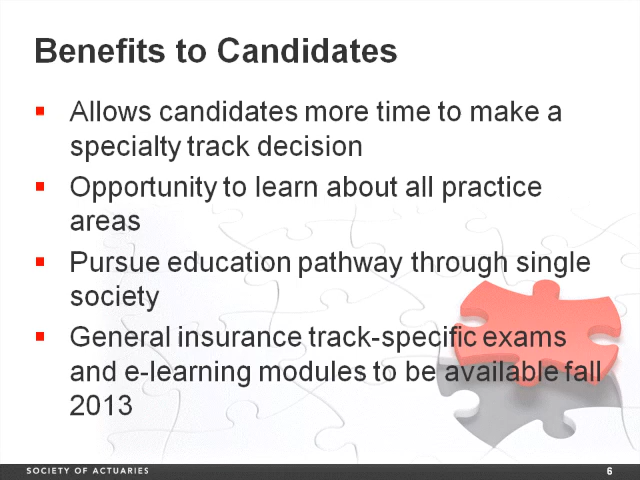 Benefits to Candidates
▪ Allows candidates more time to make a
specialty track decision
▪ Opportunity to learn about all practice
areas
▪ Pursue education pathway through single
society
▪ General insurance track-specific exams
and e-learning modules to be available fall
2013
SOCIETY OF ACTUARIES
6